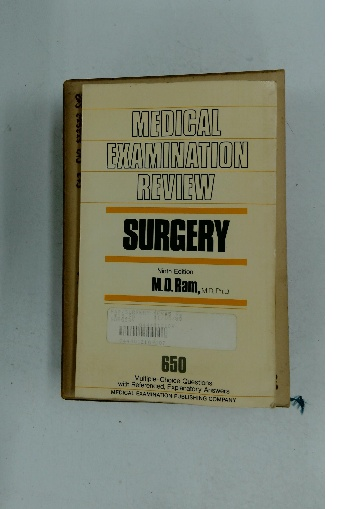 MEDICAL
EXAMINATION
REVIEW
SURGERY
Ninth Edition
M.D. Ram, M.D. Ph.D.
650
Multiple Choice Questions
with Referenced, Explanatory Answers
MEDICAL EXAMINATION PUBLISHING COMPANY